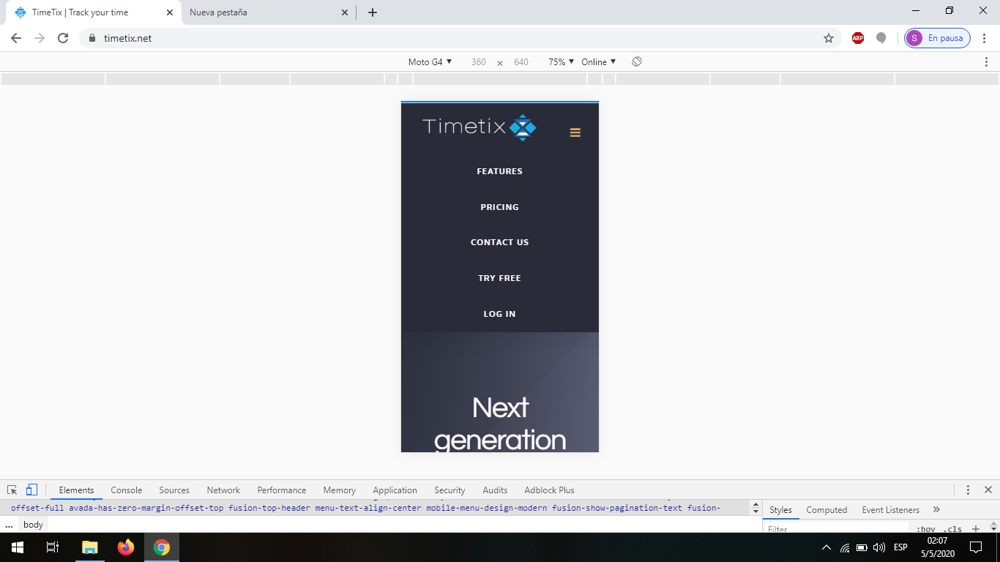 TimeTix | Track your time
Nueva pestaña
timetix.net
ABP
S
En pausa
Moto G4
360 × 640
75%
Online
Timetix
FEATURES
PRICING
CONTACT US
TRY FREE
LOG IN
Next
generation
Elements Console Sources Network Performance Memory Application Security Audits Adblock Plus
offset-full avada-has-zero-margin-offset-top fusion-top-header menu-text-align-center mobile-menu-design-modern fusion-show-pagination-text fusion-
... body
Styles Computed Event Listeners »
Filter :hov .cls +
ESP
02:07
5/5/2020